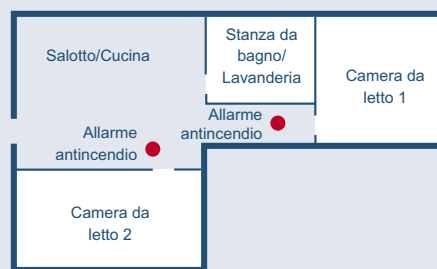 Salotto/Cucina
Stanza da
bagno/
Lavanderia
Camera da
letto 1
Allarme
antincendio
Allarme
antincendio
Camera da
letto 2